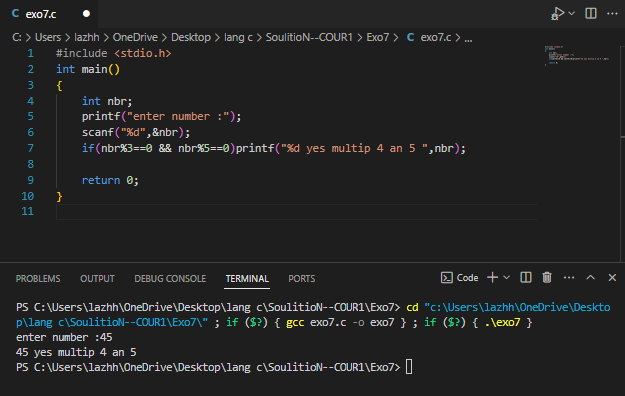 C exo7.c ●
C: > Users > lazhh > OneDrive > Desktop > lang c > SoulitioN--COUR1 > Exo7 > C exo7.c > ...
1 #include <stdio.h>
2 int main()
3 {
4 int nbr;
5 printf("enter number :");
6 scanf("%d",&nbr);
7 if(nbr%3==0 && nbr%5==0)printf("%d yes multip 4 an 5 ",nbr);
8
9 return 0;
10 }
11
PROBLEMS OUTPUT DEBUG CONSOLE TERMINAL PORTS Code
PS C:\Users\lazhh\OneDrive\Desktop\lang c\SoulitioN--COUR1\Exo7> cd "c:\Users\lazhh\OneDrive\Deskto
p\lang c\SoulitioN--COUR1\Exo7\" ; if ($?) { gcc exo7.c -o exo7 } ; if ($?) { .\exo7 }
enter number :45
45 yes multip 4 an 5
PS C:\Users\lazhh\OneDrive\Desktop\lang c\SoulitioN--COUR1\Exo7>